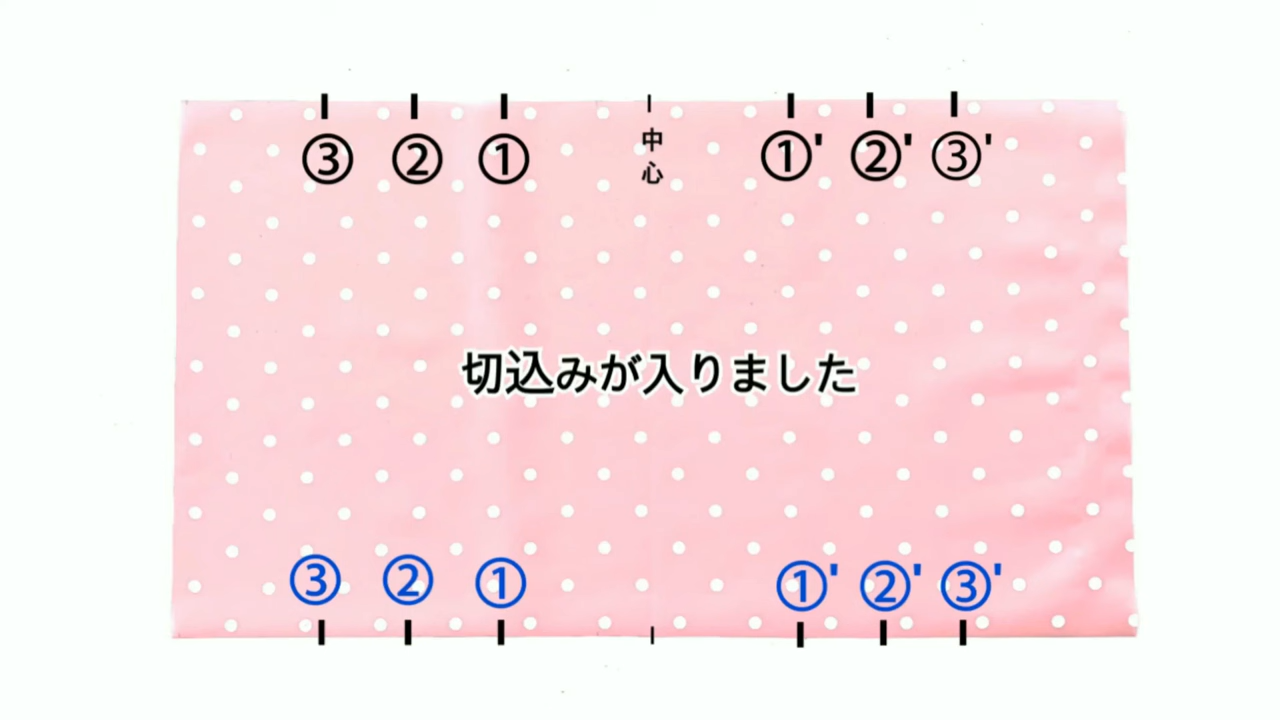 ③ ② ① 中心 ①' ②' ③'
切込みが入りました
③ ② ① ①' ②' ③'